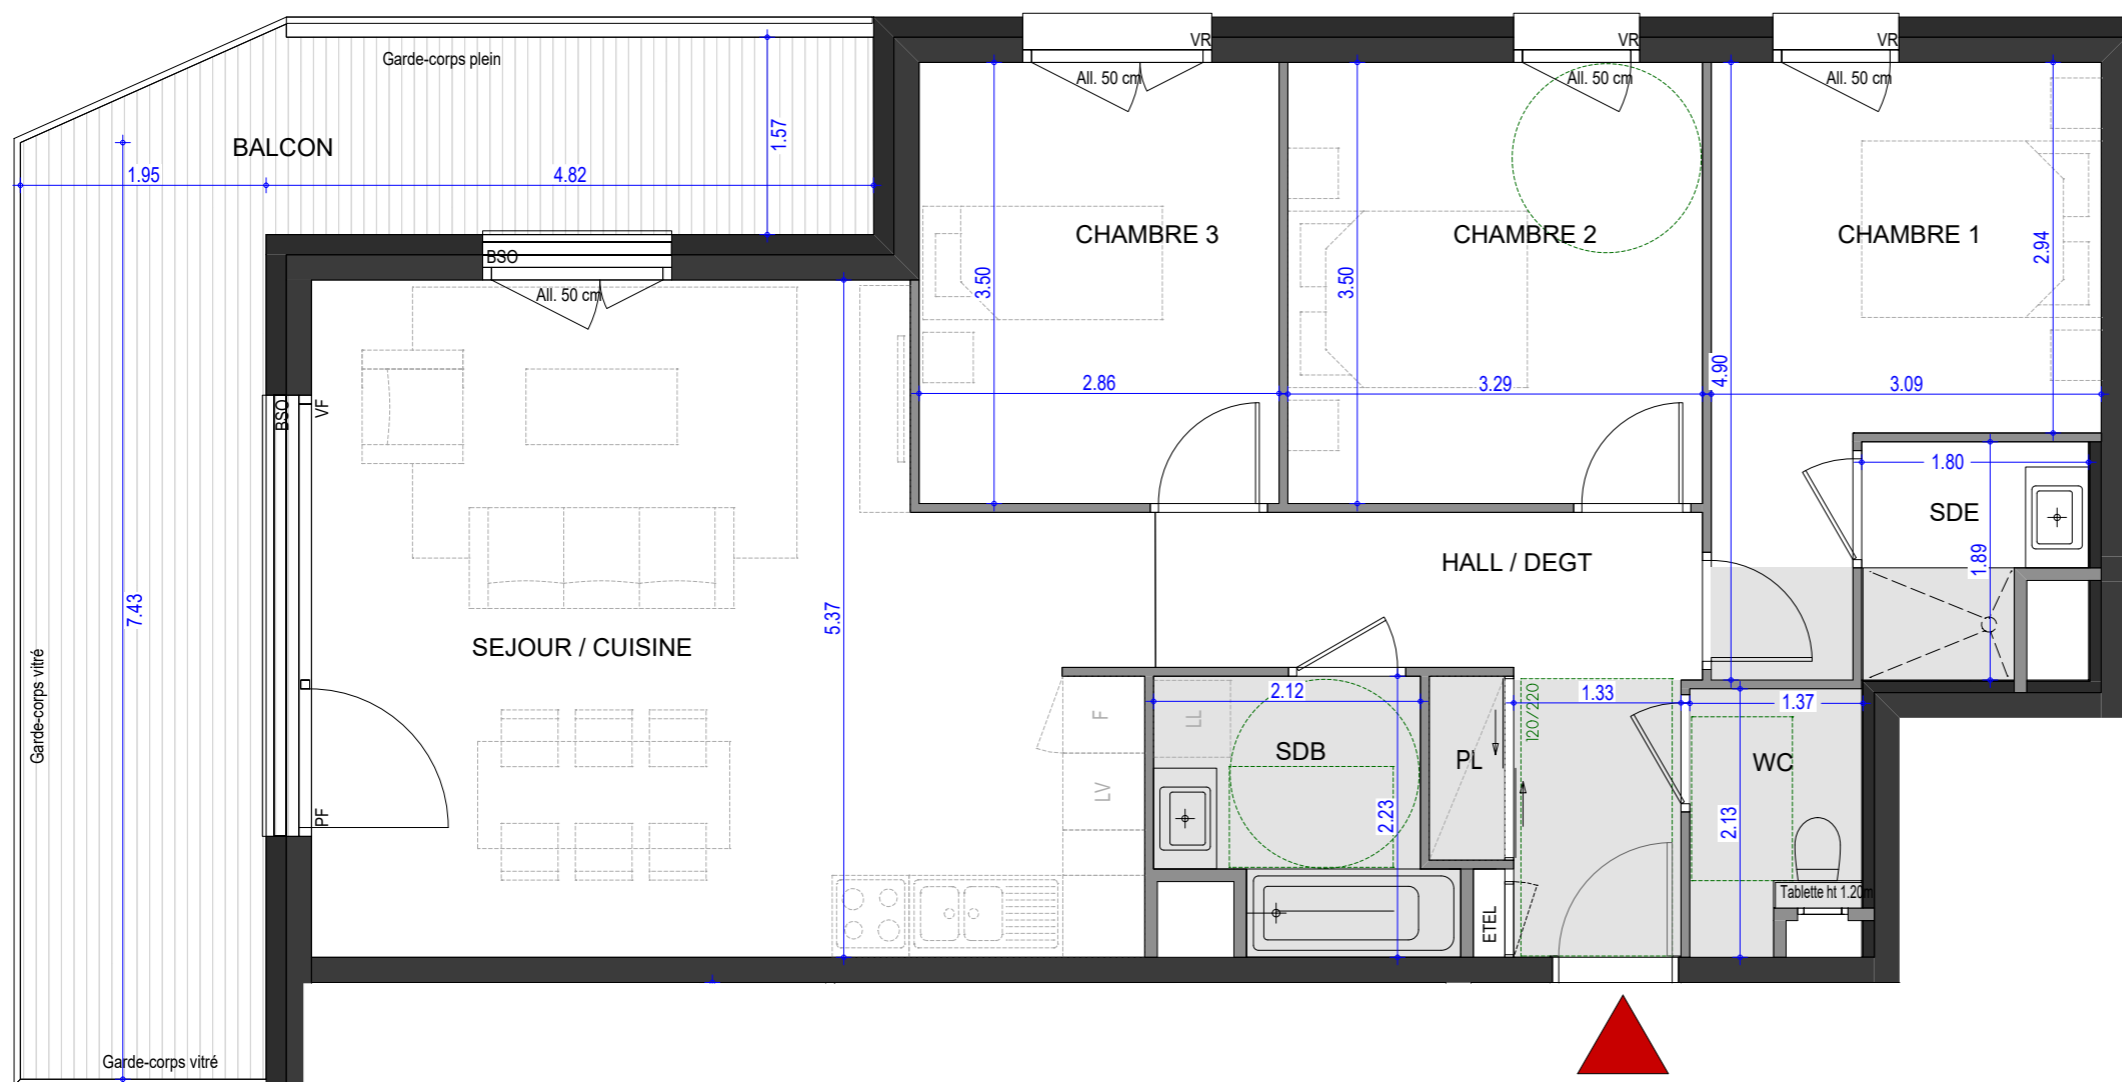 VR
VR
VR
Garde-corps plein
All. 50 cm
All. 50 cm
All. 50 cm
1.57
BALCON
1.95
4.82
CHAMBRE 3
CHAMBRE 2
CHAMBRE 1
2.94
BSO
All. 50 cm
3.50
3.50
4.90
2.86
3.29
3.09
BSO
VF
1.80
SDE
1.89
HALL / DEGT
7.43
5.37
SEJOUR / CUISINE
Garde-corps vitré
2.12
1.33
1.37
120/220
F
LL
SDB
PL
WC
LV
PF
2.23
2.13
Tablette ht 1.20m
ETEL
Garde-corps vitré